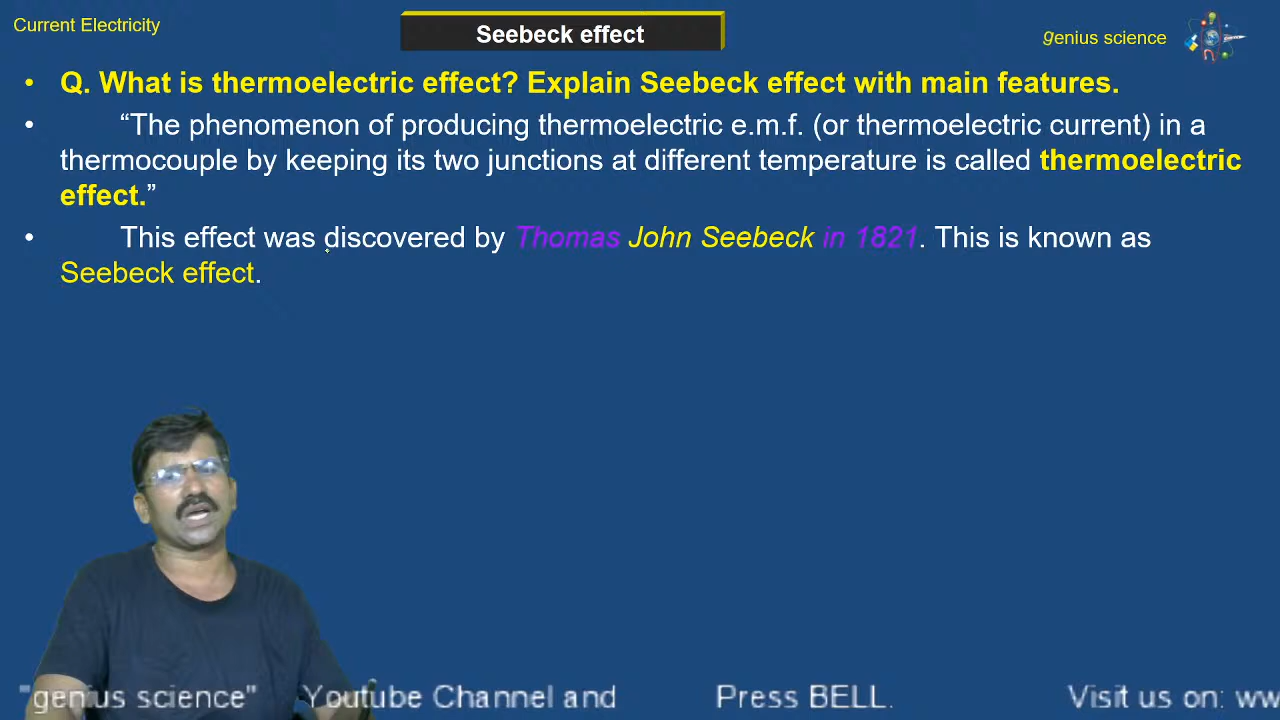 Current Electricity
Seebeck effect
genius science
• Q. What is thermoelectric effect? Explain Seebeck effect with main features.
• “The phenomenon of producing thermoelectric e.m.f. (or thermoelectric current) in a
thermocouple by keeping its two junctions at different temperature is called thermoelectric
effect.”
• This effect was discovered by Thomas John Seebeck in 1821. This is known as
Seebeck effect.
"genius science" Youtube Channel and Press BELL. Visit us on: ww